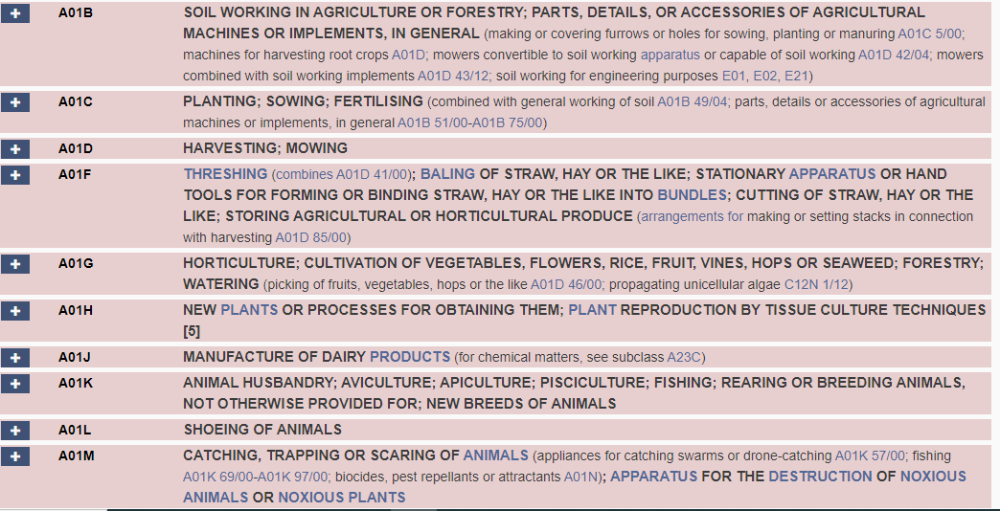 A01B SOIL WORKING IN AGRICULTURE OR FORESTRY; PARTS, DETAILS, OR ACCESSORIES OF AGRICULTURAL
MACHINES OR IMPLEMENTS, IN GENERAL (making or covering furrows or holes for sowing, planting or manuring A01C 5/00;
machines for harvesting root crops A01D; mowers convertible to soil working apparatus or capable of soil working A01D 42/04; mowers
combined with soil working implements A01D 43/12; soil working for engineering purposes E01, E02, E21)
A01C PLANTING; SOWING; FERTILISING (combined with general working of soil A01B 49/04; parts, details or accessories of agricultural
machines or implements, in general A01B 51/00-A01B 75/00)
A01D HARVESTING; MOWING
A01F THRESHING (combines A01D 41/00); BALING OF STRAW, HAY OR THE LIKE; STATIONARY APPARATUS OR HAND
TOOLS FOR FORMING OR BINDING STRAW, HAY OR THE LIKE INTO BUNDLES; CUTTING OF STRAW, HAY OR THE
LIKE; STORING AGRICULTURAL OR HORTICULTURAL PRODUCE (arrangements for making or setting stacks in connection
with harvesting A01D 85/00)
A01G HORTICULTURE; CULTIVATION OF VEGETABLES, FLOWERS, RICE, FRUIT, VINES, HOPS OR SEAWEED; FORESTRY;
WATERING (picking of fruits, vegetables, hops or the like A01D 46/00; propagating unicellular algae C12N 1/12)
A01H NEW PLANTS OR PROCESSES FOR OBTAINING THEM; PLANT REPRODUCTION BY TISSUE CULTURE TECHNIQUES
[5]
A01J MANUFACTURE OF DAIRY PRODUCTS (for chemical matters, see subclass A23C)
A01K ANIMAL HUSBANDRY; AVICULTURE; APICULTURE; PISCICULTURE; FISHING; REARING OR BREEDING ANIMALS,
NOT OTHERWISE PROVIDED FOR; NEW BREEDS OF ANIMALS
A01L SHOEING OF ANIMALS
A01M CATCHING, TRAPPING OR SCARING OF ANIMALS (appliances for catching swarms or drone-catching A01K 57/00; fishing
A01K 69/00-A01K 97/00; biocides, pest repellants or attractants A01N); APPARATUS FOR THE DESTRUCTION OF NOXIOUS
ANIMALS OR NOXIOUS PLANTS